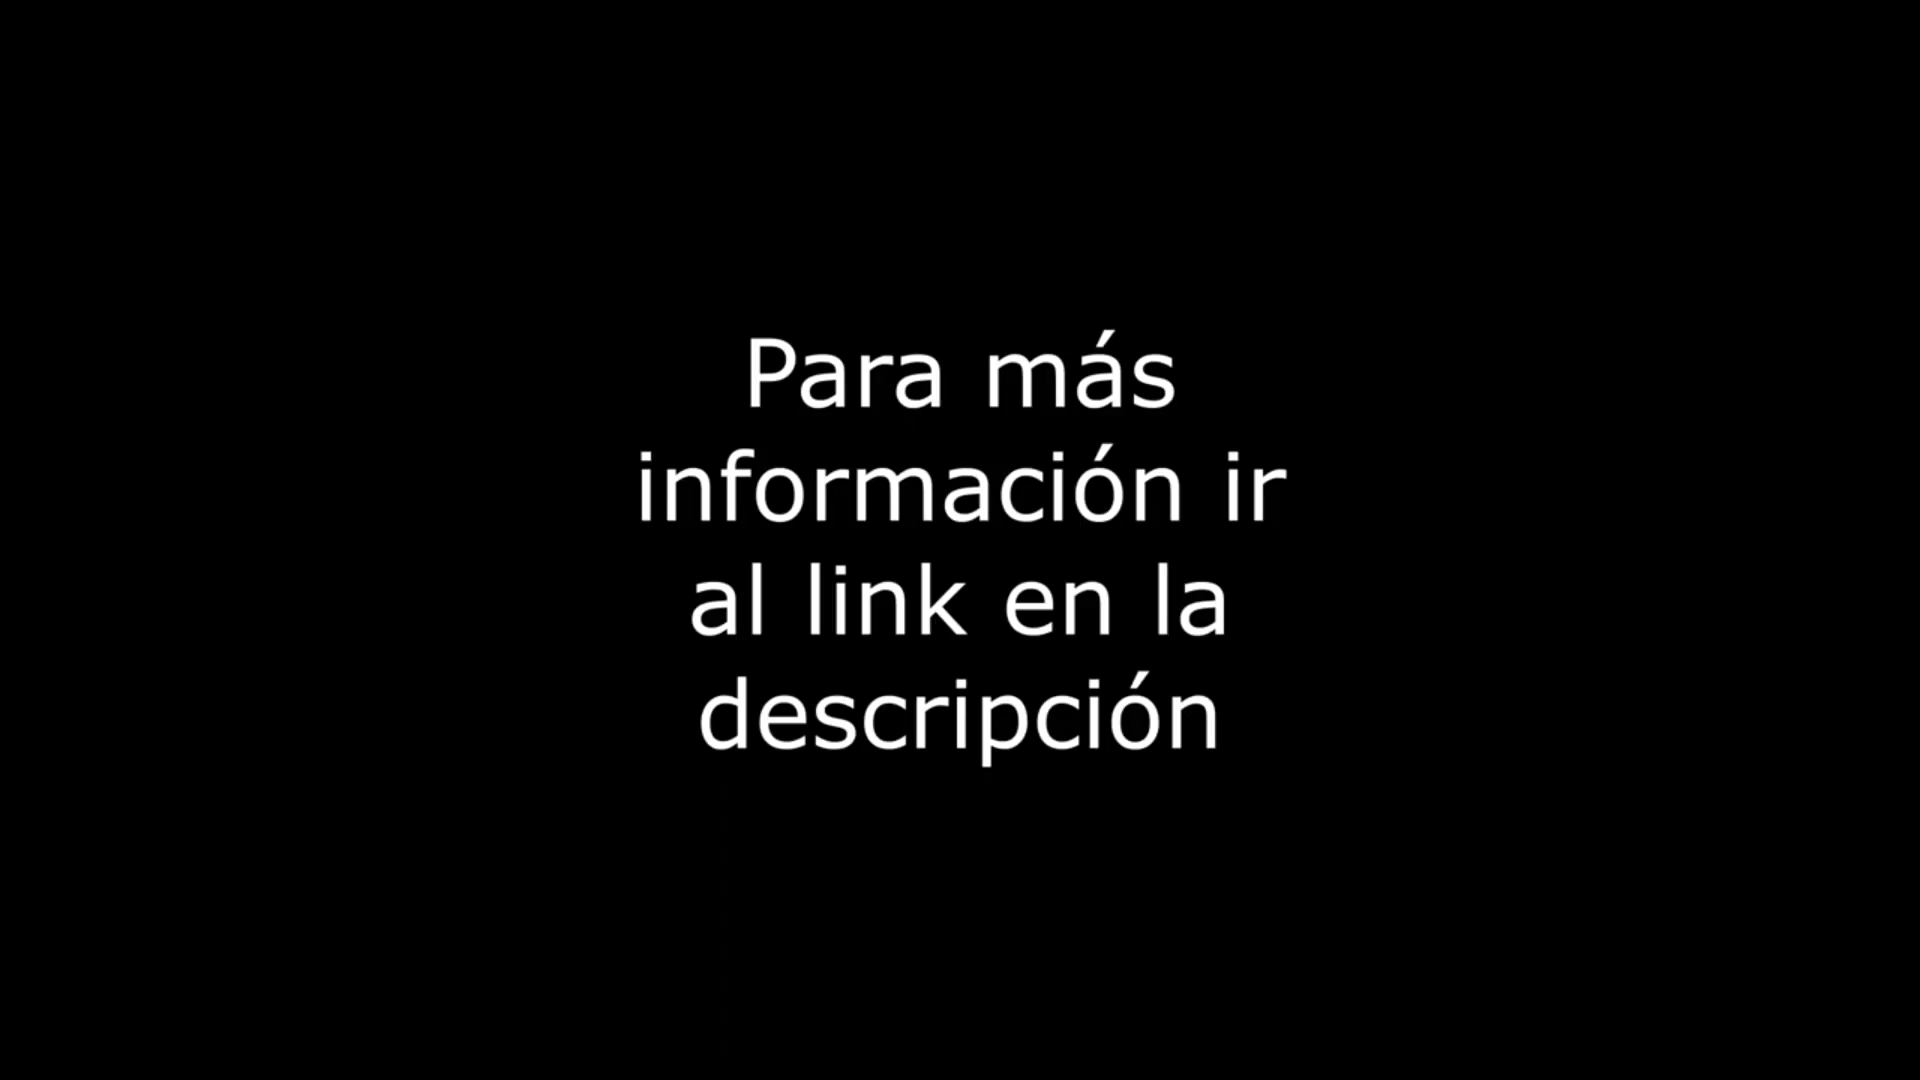 Para más
información ir
al link en la
descripción